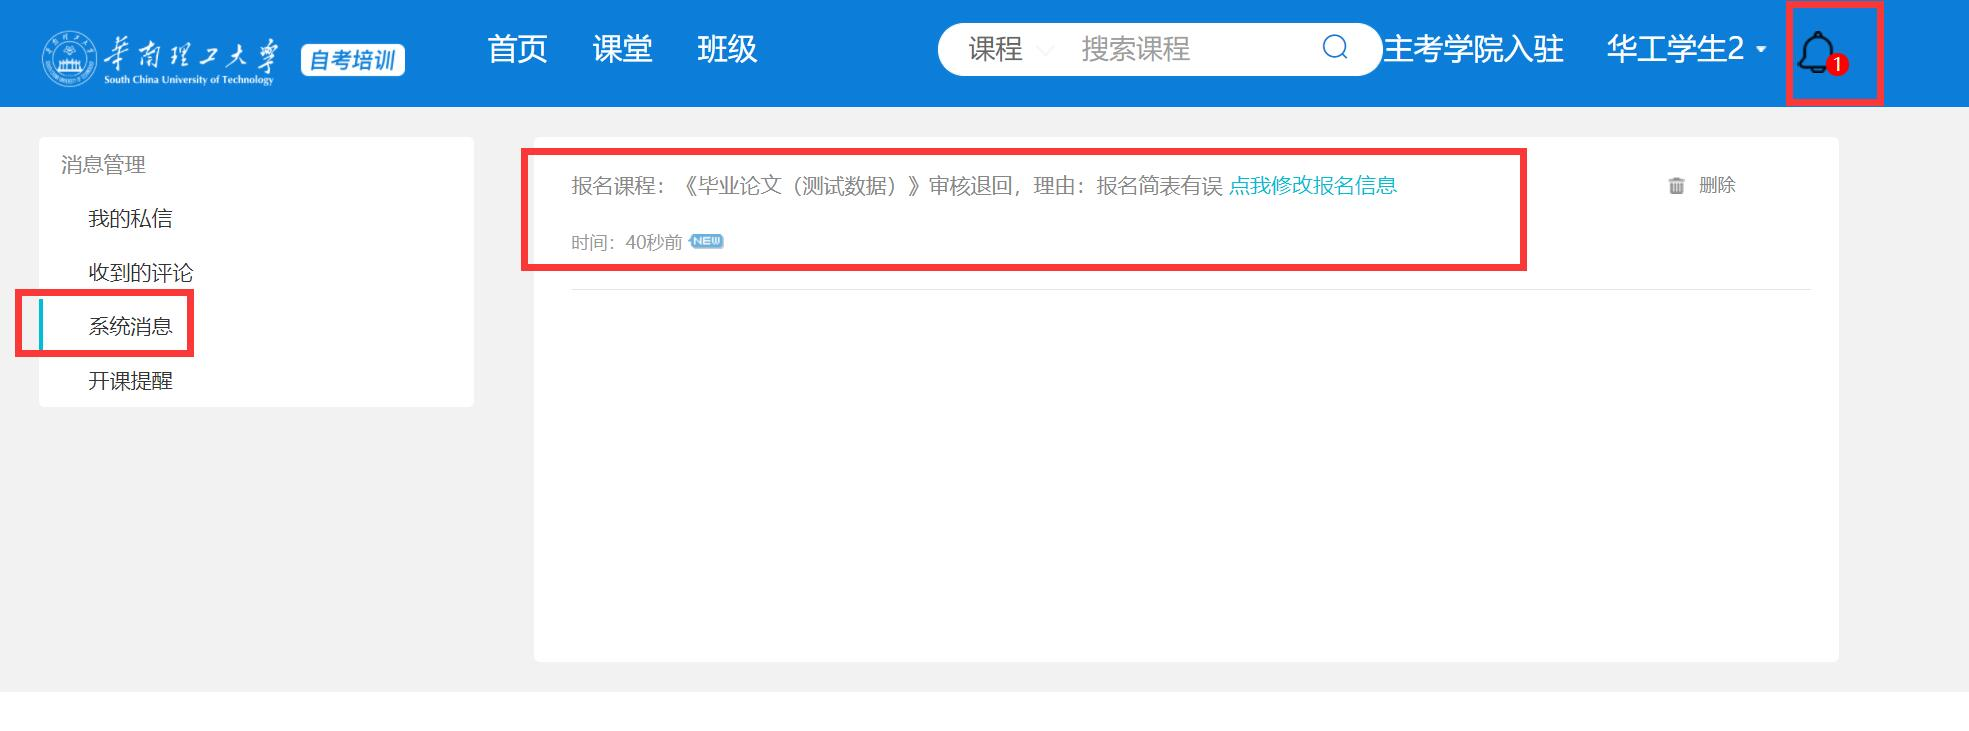 华南理工大学
South China University of Technology
自考培训
首页 课堂 班级
课程 搜索课程
主考学院入驻 华工学生2 1
消息管理
我的私信
收到的评论
系统消息
开课提醒
报名课程：《毕业论文（测试数据）》审核退回，理由：报名简表有误 点我修改报名信息
删除
时间：40秒前 NEW